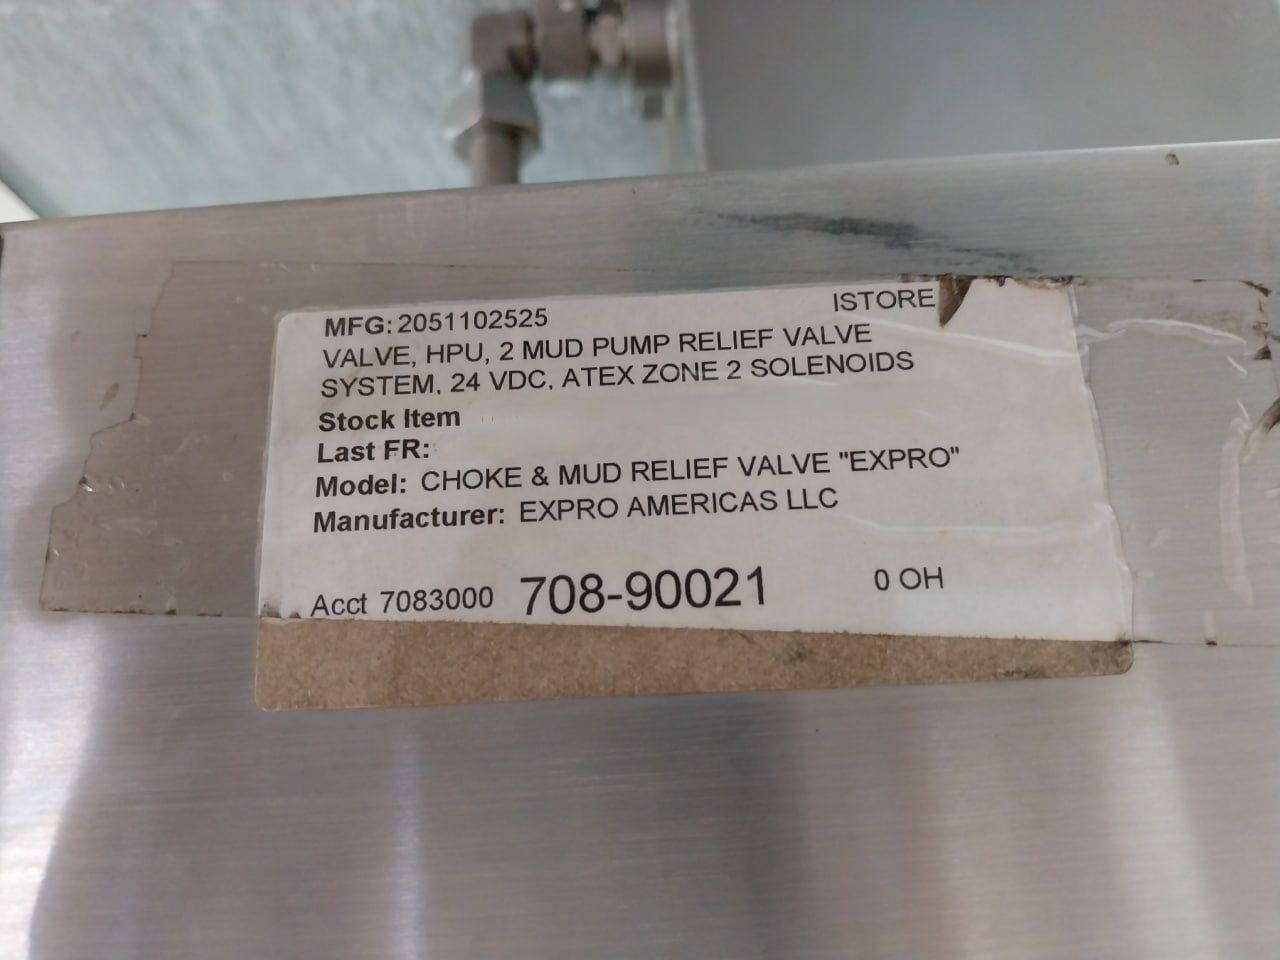 MFG: 2051102525 ISTORE
VALVE, HPU, 2 MUD PUMP RELIEF VALVE
SYSTEM, 24 VDC, ATEX ZONE 2 SOLENOIDS
Stock Item
Last FR:
Model: CHOKE & MUD RELIEF VALVE "EXPRO"
Manufacturer: EXPRO AMERICAS LLC
Acct 7083000 708-90021 0 OH